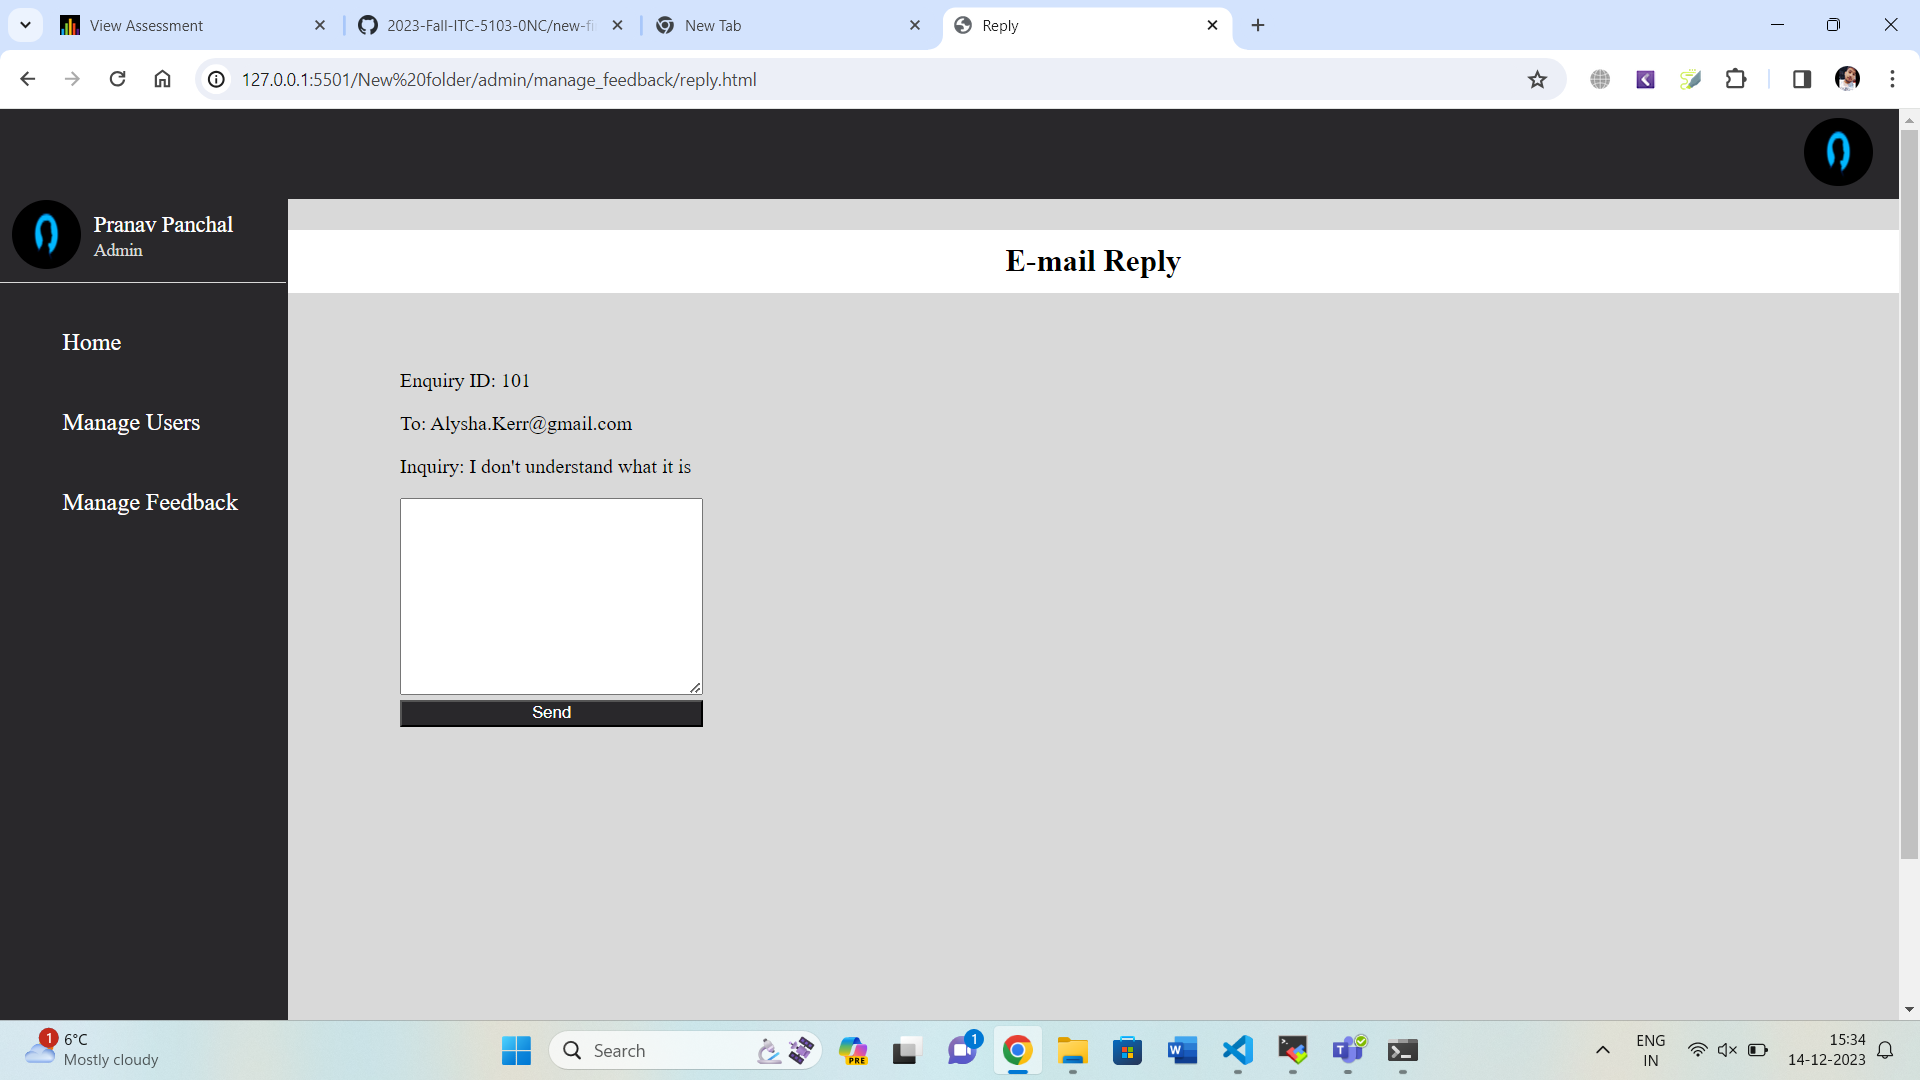 View Assessment
2023-Fall-ITC-5103-0NC/new-fi
New Tab
Reply
127.0.0.1:5501/New%20folder/admin/manage_feedback/reply.html
Pranav Panchal
Admin
E-mail Reply
Home
Manage Users
Manage Feedback
Enquiry ID: 101
To: Alysha.Kerr@gmail.com
Inquiry: I don't understand what it is
Send
1
6°C
Mostly cloudy
Search
PRE
1
W
T
ENG
IN
15:34
14-12-2023